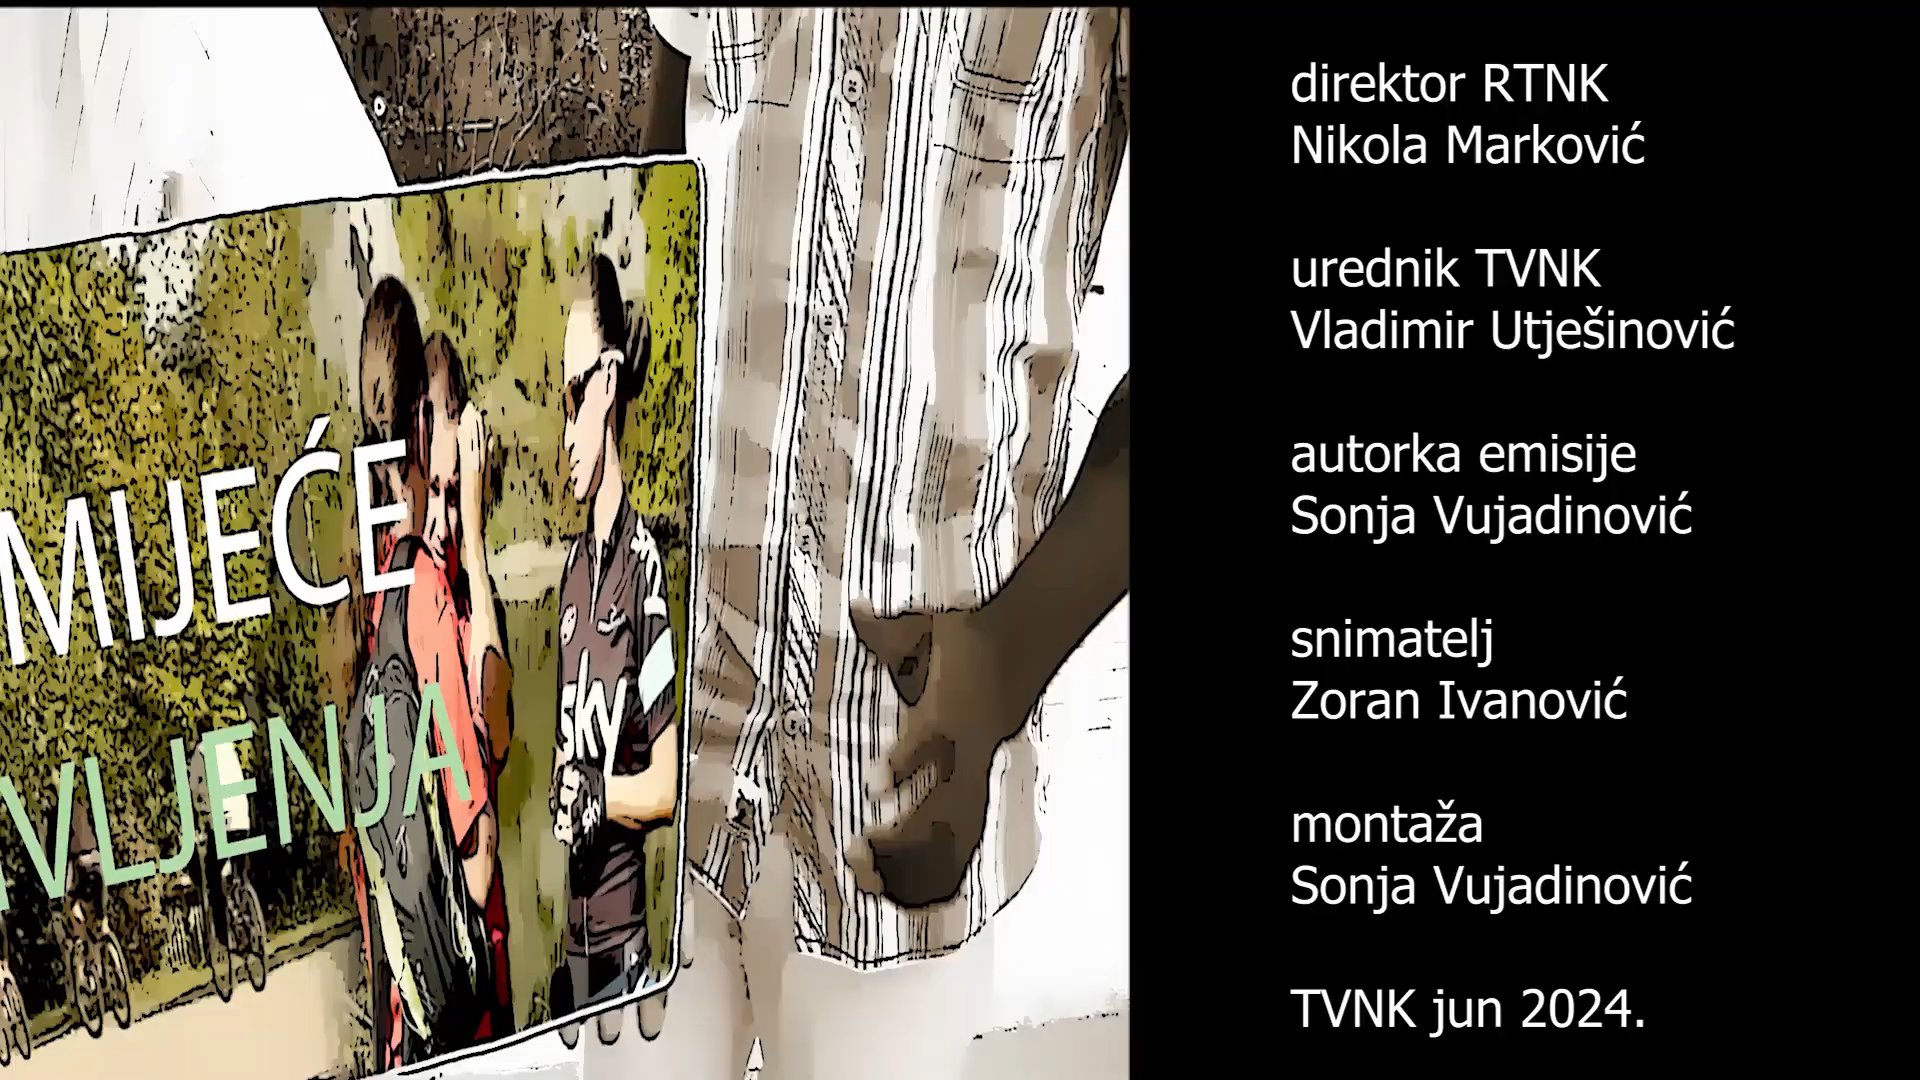 MIJEĆE
VLJENJA
sky
direktor RTNK
Nikola Marković
urednik TVNK
Vladimir Utješinović
autorka emisije
Sonja Vujadinović
snimatelj
Zoran Ivanović
montaža
Sonja Vujadinović
TVNK jun 2024.